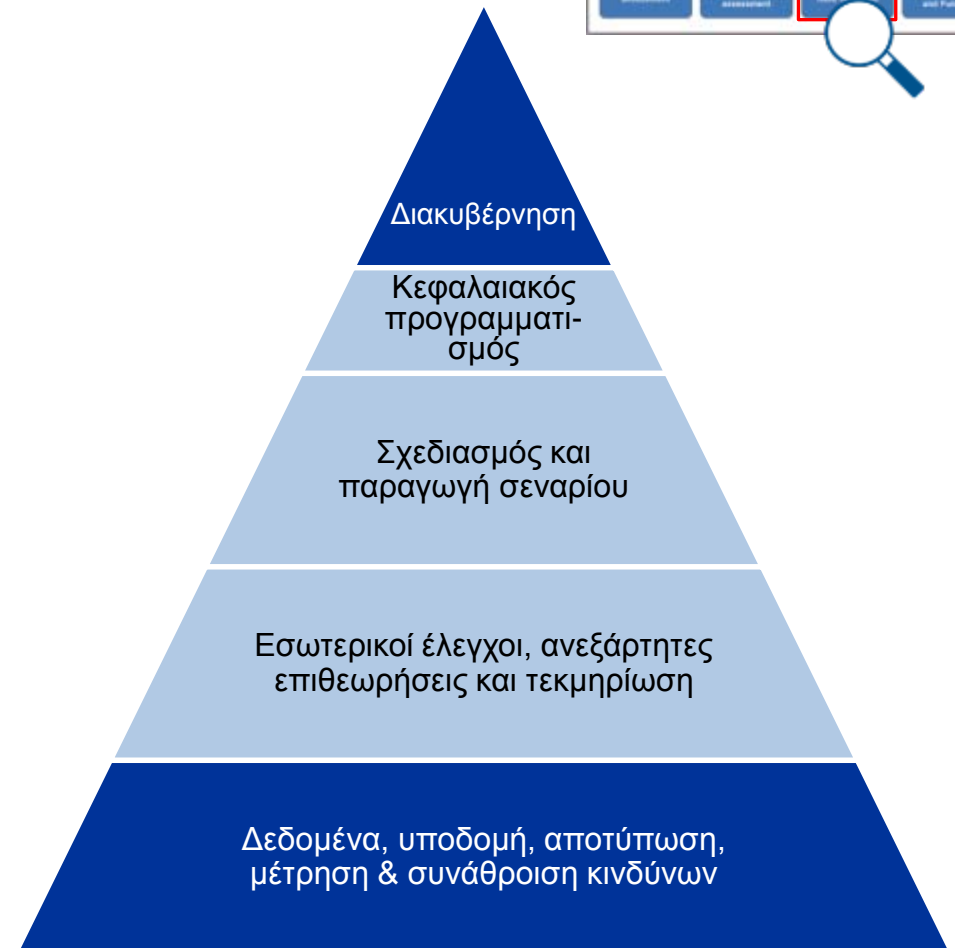 assessment
Διακυβέρνηση
Κεφαλαιακός
προγραμματι-
σμός
Σχεδιασμός και
παραγωγή σεναρίου
Εσωτερικοί έλεγχοι, ανεξάρτητες
επιθεωρήσεις και τεκμηρίωση
Δεδομένα, υποδομή, αποτύπωση,
μέτρηση & συνάθροιση κινδύνων